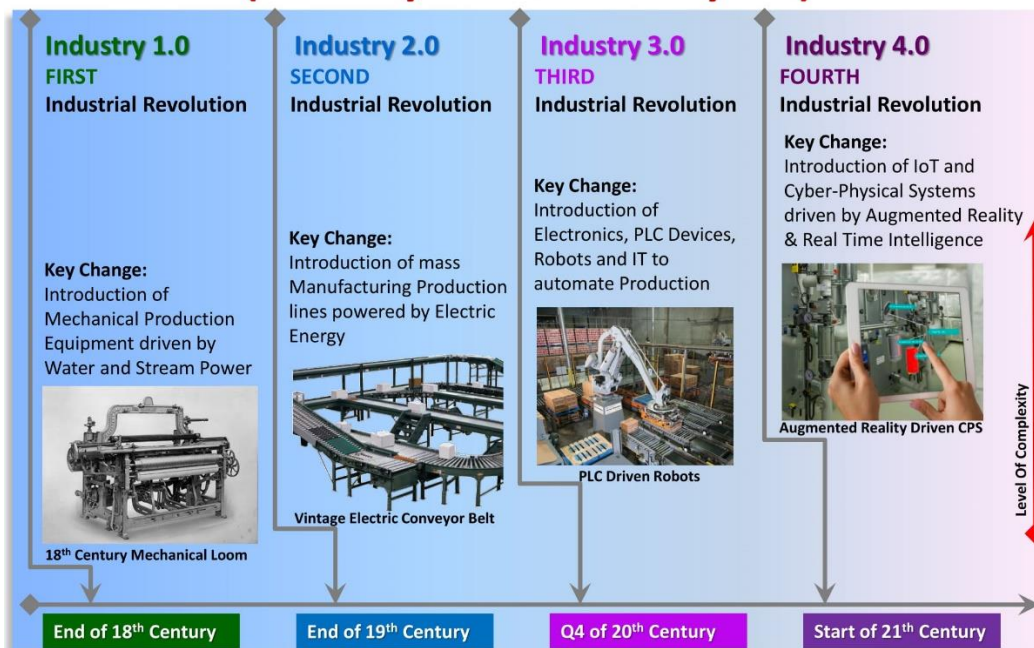 Industry 1.0
FIRST
Industrial Revolution
Key Change:
Introduction of
Mechanical Production
Equipment driven by
Water and Stream Power
18th Century Mechanical Loom
End of 18th Century
Industry 2.0
SECOND
Industrial Revolution
Key Change:
Introduction of mass
Manufacturing Production
lines powered by Electric
Energy
Vintage Electric Conveyor Belt
End of 19th Century
Industry 3.0
THIRD
Industrial Revolution
Key Change:
Introduction of
Electronics, PLC Devices,
Robots and IT to
automate Production
PLC Driven Robots
Q4 of 20th Century
Industry 4.0
FOURTH
Industrial Revolution
Key Change:
Introduction of IoT and
Cyber-Physical Systems
driven by Augmented Reality
& Real Time Intelligence
Augmented Reality Driven CPS
Start of 21th Century
Level Of Complexity